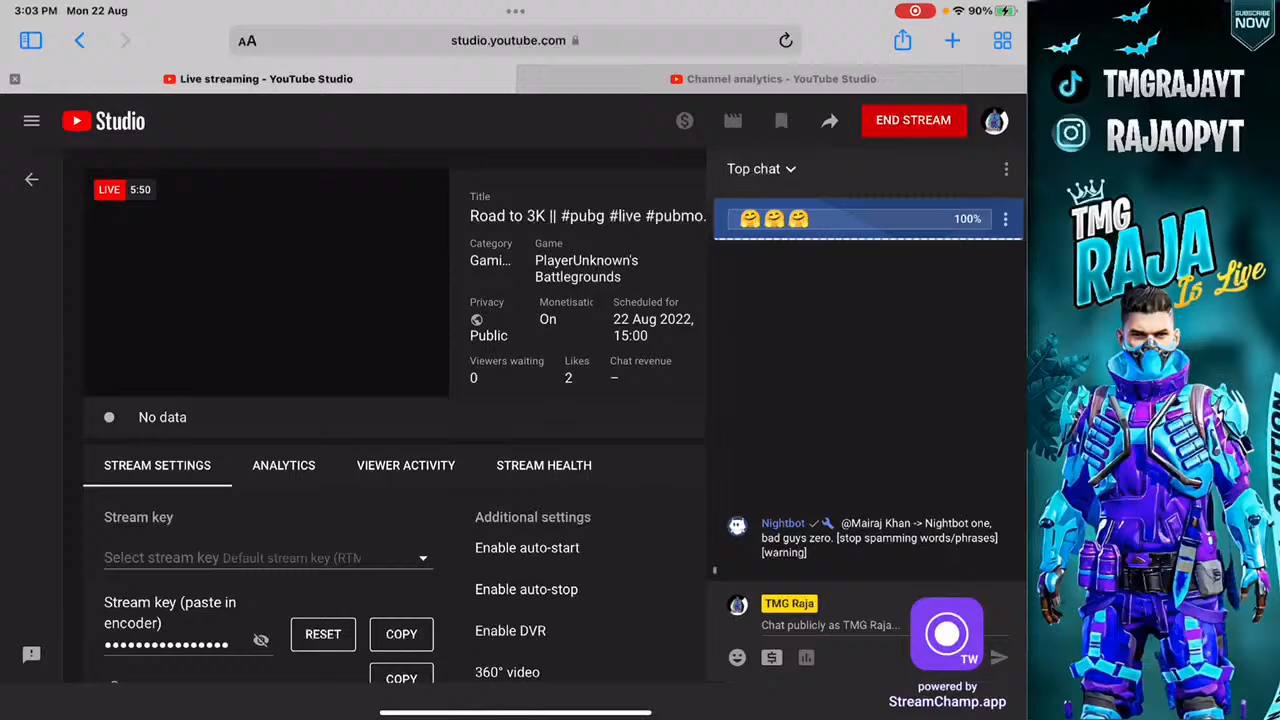 3:03 PM Mon 22 Aug
90%
AA
studio.youtube.com
Live streaming - YouTube Studio
Channel analytics - YouTube Studio
Studio
END STREAM
LIVE 5:50
Title
Road to 3K || #pubg #live #pubmo.
Category
Gami...
Game
PlayerUnknown's
Battlegrounds
Privacy
Public
Monetisatic
On
Scheduled for
22 Aug 2022,
15:00
Viewers waiting
0
Likes
2
Chat revenue
–
No data
STREAM SETTINGS
ANALYTICS
VIEWER ACTIVITY
STREAM HEALTH
Stream key
Select stream key Default stream key (RTM
Stream key (paste in
encoder)
RESET
COPY
COPY
Additional settings
Enable auto-start
Enable auto-stop
Enable DVR
360° video
Top chat
🤗🤗🤗 100%
Nightbot @Mairaj Khan -> Nightbot one,
bad guys zero. [stop spamming words/phrases]
[warning]
TMG Raja
Chat publicly as TMG Raja...
TW
powered by
StreamChamp.app
SUBSCRIBE
NOW
TMGRAJAYT
RAJAOPYT
TMG
RAJA
Is Live